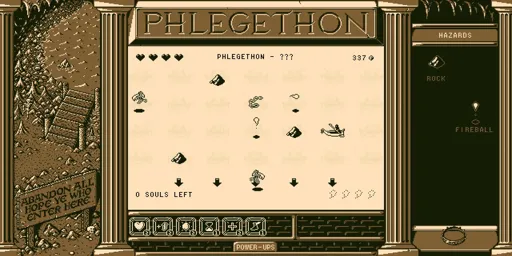 PHLEGETHON
HAZARDS
PHLEGETHON - ???
337
ROCK
FIREBALL
0 SOULS LEFT
ABANDON ALL
HOPE YE WHO
ENTER HERE
POWER-UPS